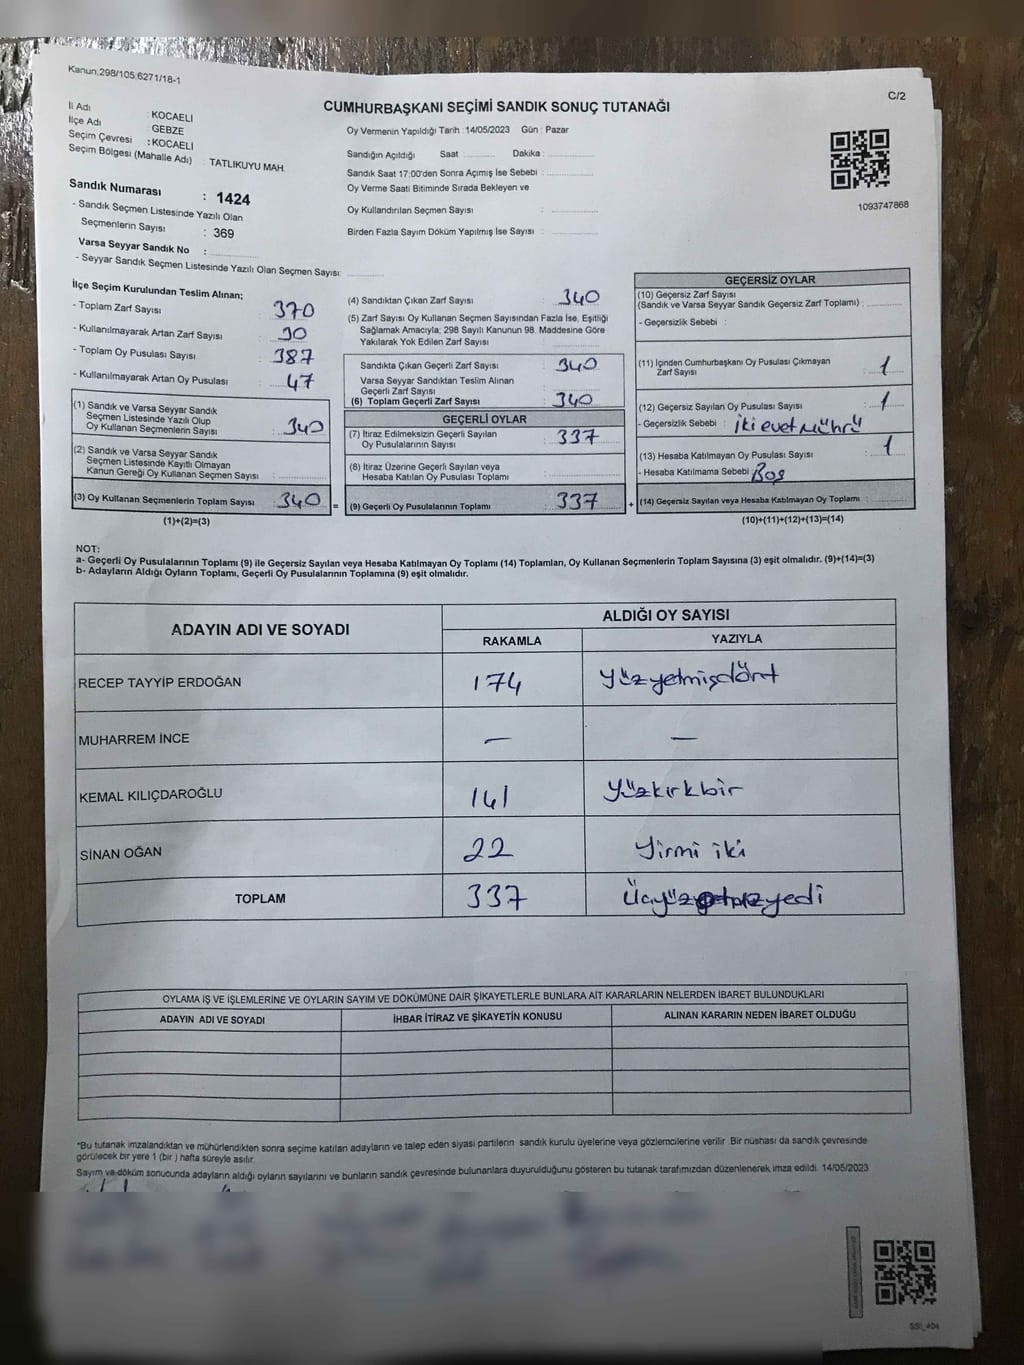 Kanun,298/105,6271/18-1
C/2
CUMHURBAŞKANI SEÇİMİ SANDIK SONUÇ TUTANAĞI
İl Adı : KOCAELİ
İlçe Adı GEBZE
Seçim Çevresi : KOCAELİ
Seçim Bölgesi (Mahalle Adı) : TATLIKUYU MAH.
Sandık Numarası : 1424
- Sandık Seçmen Listesinde Yazılı Olan
Seçmenlerin Sayısı : 369
Varsa Seyyar Sandık No :
- Seyyar Sandık Seçmen Listesinde Yazılı Olan Seçmen Sayısı:
Oy Vermenin Yapıldığı Tarih : 14/05/2023 Gün : Pazar
Sandığın Açıldığı Saat Dakika :
Sandık Saat 17:00'den Sonra Açımış İse Sebebi :
Oy Verme Saati Bitiminde Sırada Bekleyen ve
Oy Kullandırılan Seçmen Sayısı :
Birden Fazla Sayım Döküm Yapılmış İse Sayısı :
1093747868
İlçe Seçim Kurulundan Teslim Alınan;
- Toplam Zarf Sayısı : 370
- Kullanılmayarak Artan Zarf Sayısı : 30
- Toplam Oy Pusulası Sayısı : 387
- Kullanılmayarak Artan Oy Pusulası : 47
(1) Sandık ve Varsa Seyyar Sandık
Seçmen Listesinde Yazılı Olup
Oy Kullanan Seçmenlerin Sayısı : 340
(2) Sandık ve Varsa Seyyar Sandık
Seçmen Listesinde Kayıtlı Olmayan
Kanun Gereği Oy Kullanan Seçmen Sayısı :
(3) Oy Kullanan Seçmenlerin Toplam Sayısı : 340 =
(1)+(2)=(3)
(4) Sandıktan Çıkan Zarf Sayısı : 340
(5) Zarf Sayısı Oy Kullanan Seçmen Sayısından Fazla İse, Eşitliği
Sağlamak Amacıyla; 298 Sayılı Kanunun 98. Maddesine Göre
Yakılarak Yok Edilen Zarf Sayısı :
Sandıkta Çıkan Geçerli Zarf Sayısı : 340
Varsa Seyyar Sandıktan Teslim Alınan
Geçerli Zarf Sayısı :
(6) Toplam Geçerli Zarf Sayısı : 340
GEÇERLİ OYLAR
(7) İtiraz Edilmeksizin Geçerli Sayılan
Oy Pusulalarının Sayısı : 337
(8) İtiraz Üzerine Geçerli Sayılan veya
Hesaba Katılan Oy Pusulası Toplamı :
(9) Geçerli Oy Pusulalarının Toplamı : 337 +
GEÇERSİZ OYLAR
(10) Geçersiz Zarf Sayısı
(Sandık ve Varsa Seyyar Sandık Geçersiz Zarf Toplamı) :
- Geçersizlik Sebebi :
(11) İçinden Cumhurbaşkanı Oy Pusulası Çıkmayan
Zarf Sayısı : 1
(12) Geçersiz Sayılan Oy Pusulası Sayısı : 1
- Geçersizlik Sebebi : iki evet mührü
(13) Hesaba Katılmayan Oy Pusulası Sayısı : 1
- Hesaba Katılmama Sebebi : Boş
(14) Geçersiz Sayılan veya Hesaba Katılmayan Oy Toplamı :
(10)+(11)+(12)+(13)=(14)
NOT:
a- Geçerli Oy Pusulalarının Toplamı (9) ile Geçersiz Sayılan veya Hesaba Katılmayan Oy Toplamı (14) Toplamları, Oy Kullanan Seçmenlerin Toplam Sayısına (3) eşit olmalıdır. (9)+(14)=(3)
b- Adayların Aldığı Oyların Toplamı, Geçerli Oy Pusulalarının Toplamına (9) eşit olmalıdır.
ADAYIN ADI VE SOYADI
ALDIĞI OY SAYISI
RAKAMLA YAZIYLA
RECEP TAYYİP ERDOĞAN 174 yüzyetmişdört
MUHARREM İNCE — —
KEMAL KILIÇDAROĞLU 141 yüzkırkbir
SİNAN OĞAN 22 yirmi iki
TOPLAM 337 Üçyüzotuzyedi
OYLAMA İŞ VE İŞLEMLERİNE VE OYLARIN SAYIM VE DÖKÜMÜNE DAİR ŞİKAYETLERLE BUNLARA AİT KARARLARIN NELERDEN İBARET BULUNDUKLARI
ADAYIN ADI VE SOYADI İHBAR İTİRAZ VE ŞİKAYETİN KONUSU ALINAN KARARIN NEDEN İBARET OLDUĞU
*Bu tutanak imzalandıktan ve mühürlendikten sonra seçime katılan adayların ve talep eden siyasi partilerin sandık kurulu üyelerine veya gözlemcilerine verilir. Bir nüshası da sandık çevresinde
görülecek bir yere 1 (bir ) hafta süreyle asılır.
Sayım ve döküm sonucunda adayların aldığı oyların sayılarını ve bunların sandık çevresinde bulunanlara duyurulduğunu gösteren bu tutanak tarafımızdan düzenlenerek imza edildi. 14/05/2023
SSI_404